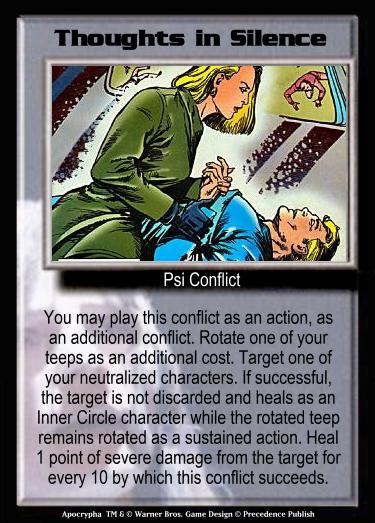 Thoughts in Silence
Psi Conflict
You may play this conflict as an action, as
an additional conflict. Rotate one of your
teeps as an additional cost. Target one of
your neutralized characters. If successful,
the target is not discarded and heals as an
Inner Circle character while the rotated teep
remains rotated as a sustained action. Heal
1 point of severe damage from the target for
every 10 by which this conflict succeeds.
Apocrypha TM & © Warner Bros. Game Design © Precedence Publish